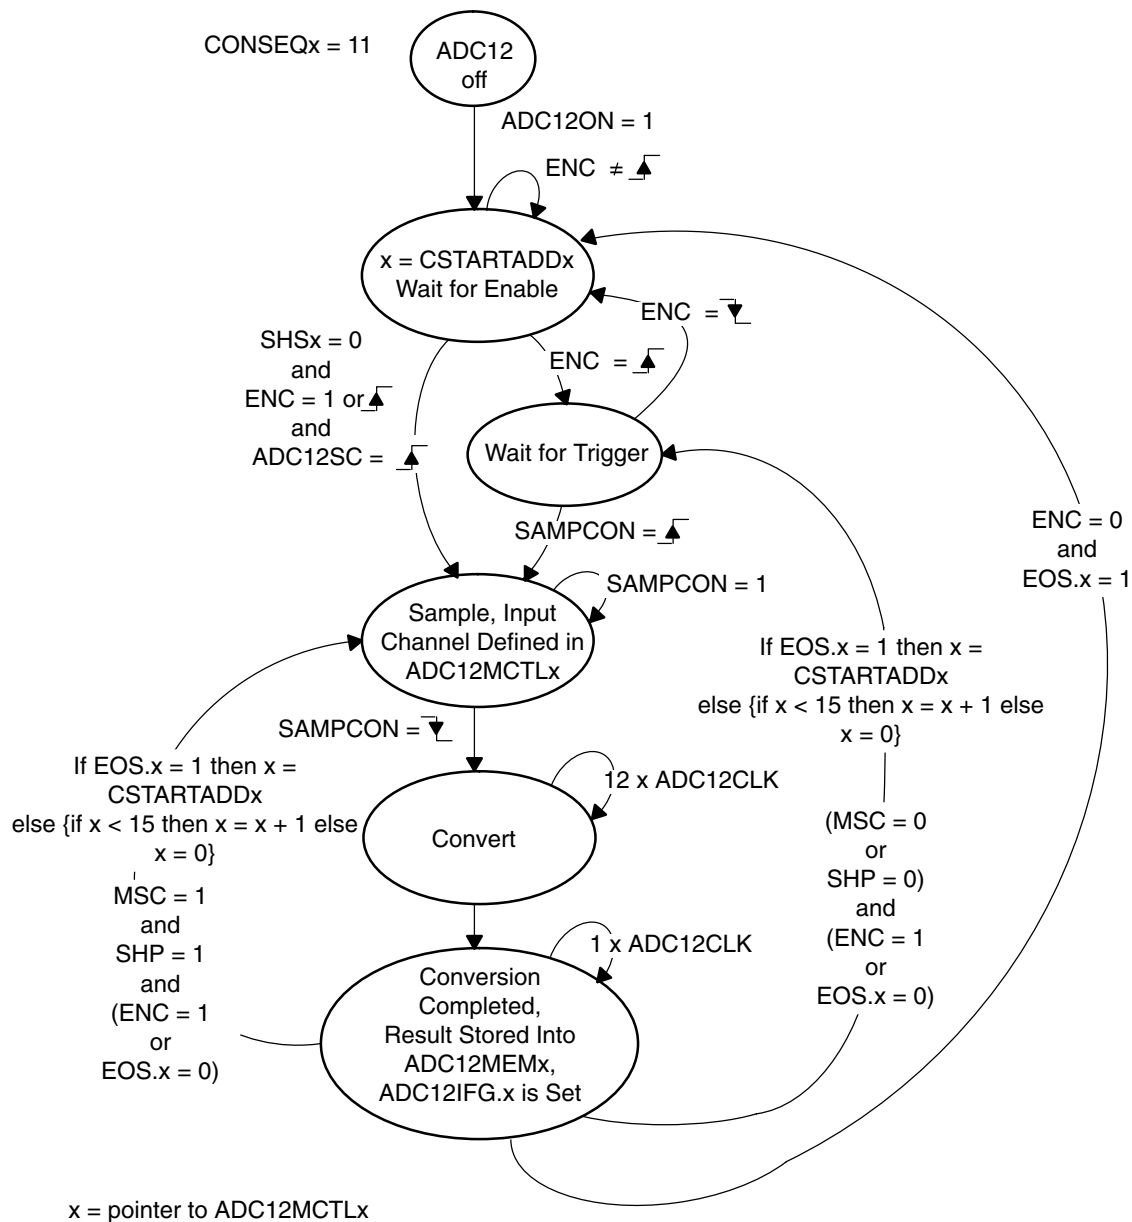 CONSEQx = 11
ADC12
off
ADC12ON = 1
ENC ≠
x = CSTARTADDx
Wait for Enable
ENC =
SHSx = 0
and
ENC = 1 or
and
ADC12SC =
ENC =
Wait for Trigger
SAMPCON =
SAMPCON = 1
Sample, Input
Channel Defined in
ADC12MCTLx
ENC = 0
and
EOS.x = 1
If EOS.x = 1 then x =
CSTARTADDx
else {if x < 15 then x = x + 1 else
x = 0}
SAMPCON =
If EOS.x = 1 then x =
CSTARTADDx
else {if x < 15 then x = x + 1 else
x = 0}
12 x ADC12CLK
Convert
(MSC = 0
or
SHP = 0)
and
(ENC = 1
or
EOS.x = 0)
MSC = 1
and
SHP = 1
and
(ENC = 1
or
EOS.x = 0)
1 x ADC12CLK
Conversion
Completed,
Result Stored Into
ADC12MEMx,
ADC12IFG.x is Set
x = pointer to ADC12MCTLx